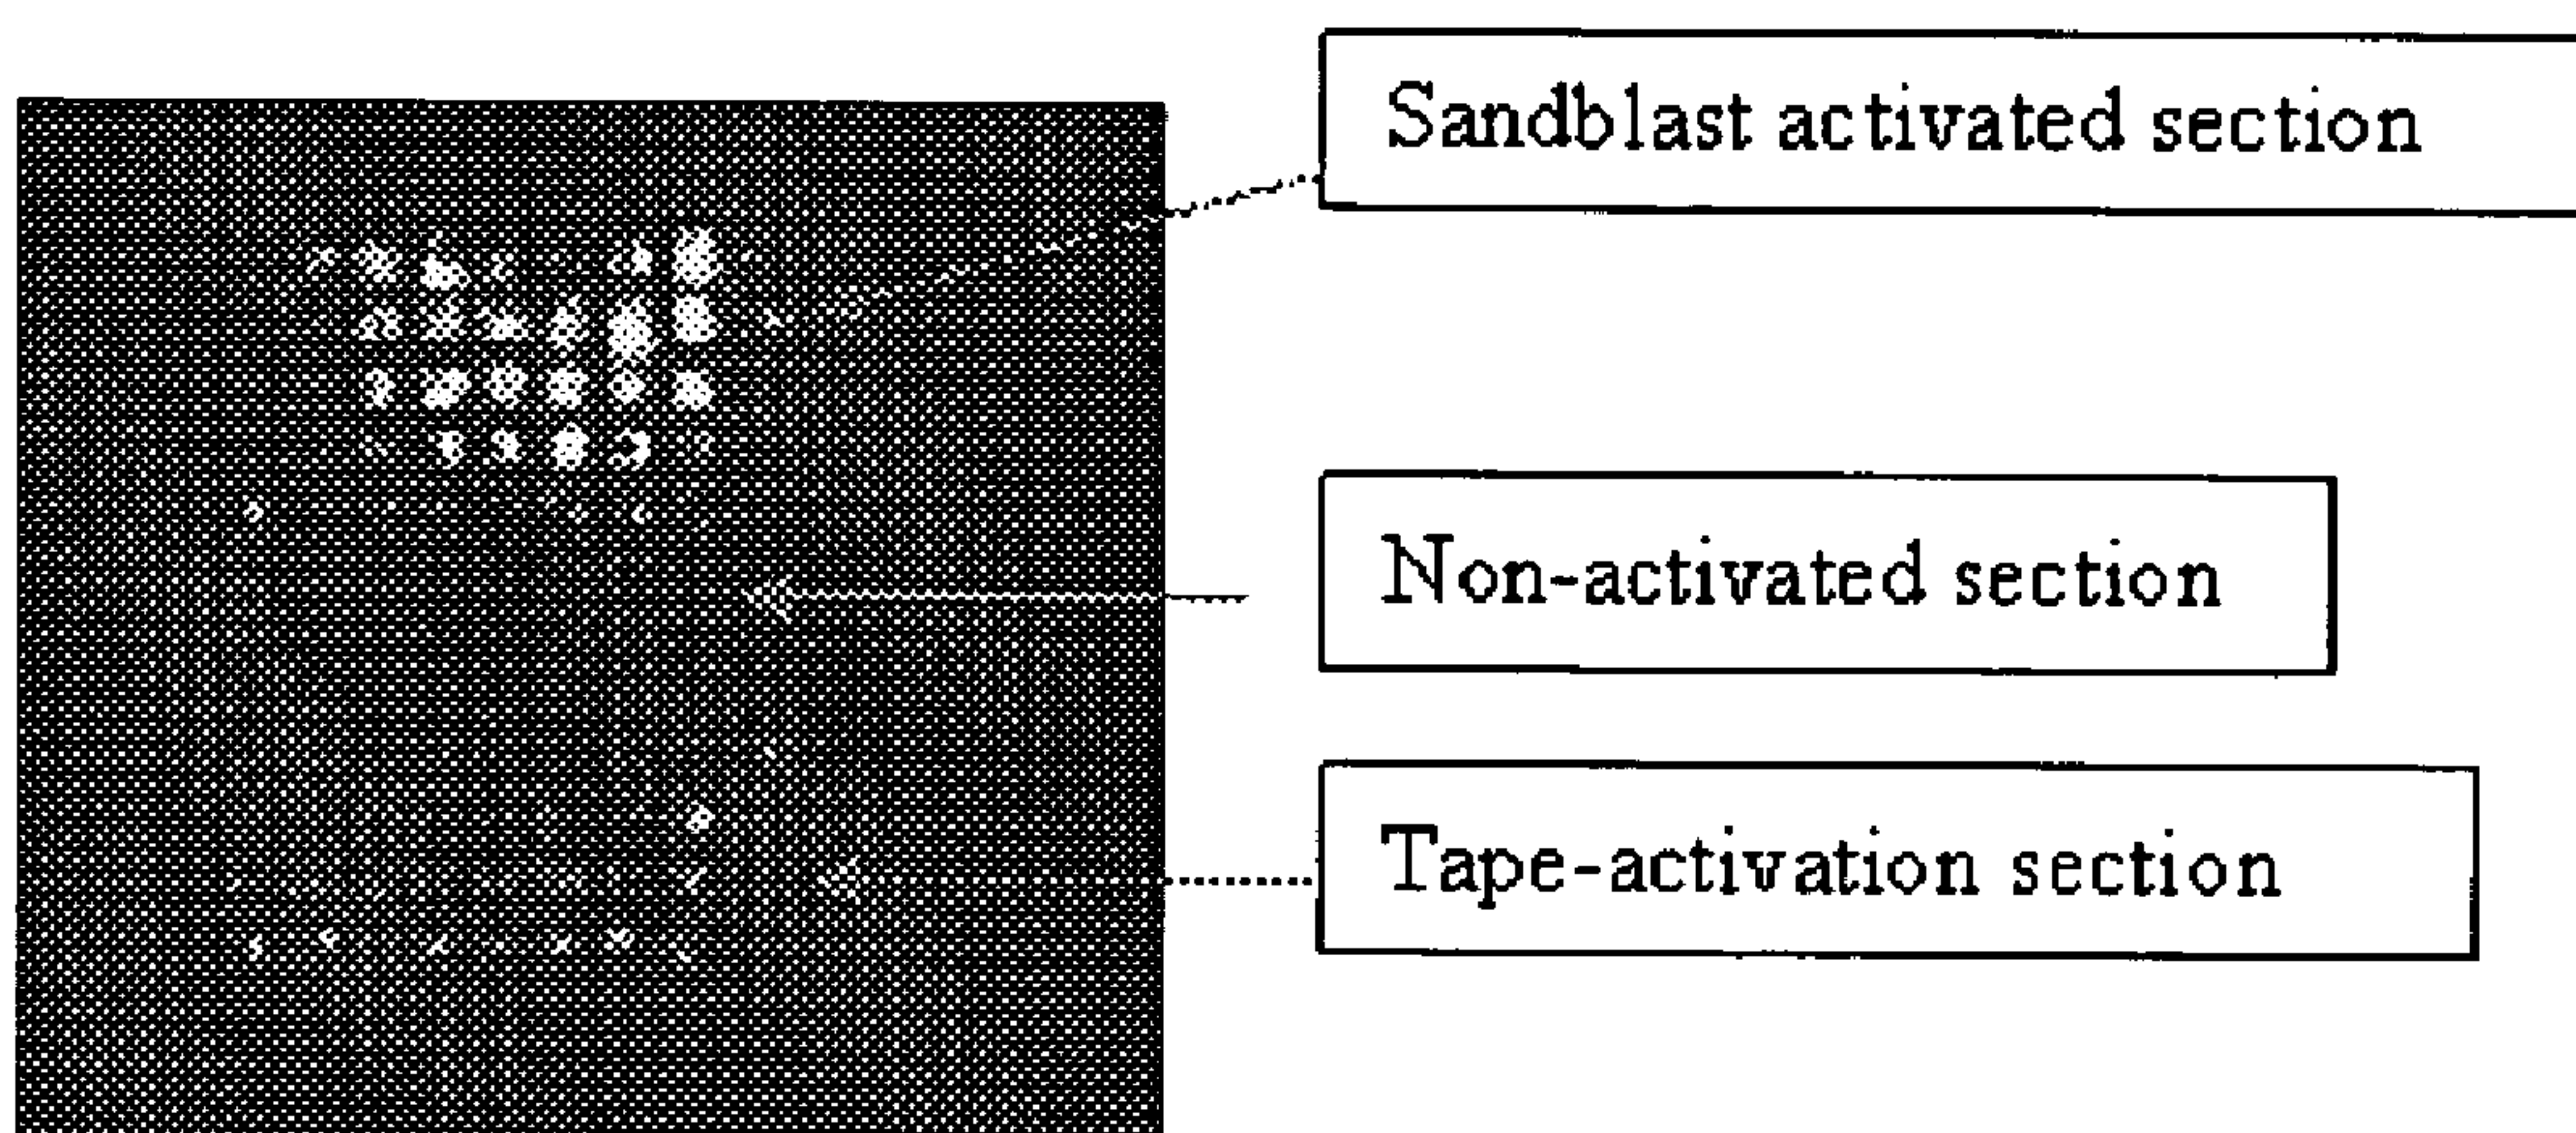 Sandblast activated section
Non-activated section
Tape-activation section